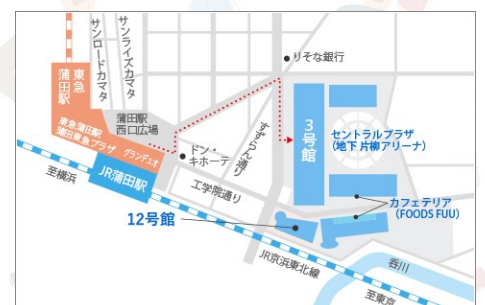 サンライズカマタ
サンロードカマタ
東急
蒲田駅
蒲田駅
西口広場
東急蒲田駅
蒲田東急プラザ
グランデュオ
JR蒲田駅
至横浜
ドン・
キホーテ
すずらん通り
工学院通り
りそな銀行
3号館
セントラルプラザ
(地下 片柳アリーナ)
カフェテリア
(FOODS FUU)
12号館
JR京浜東北線
呑川
至東京